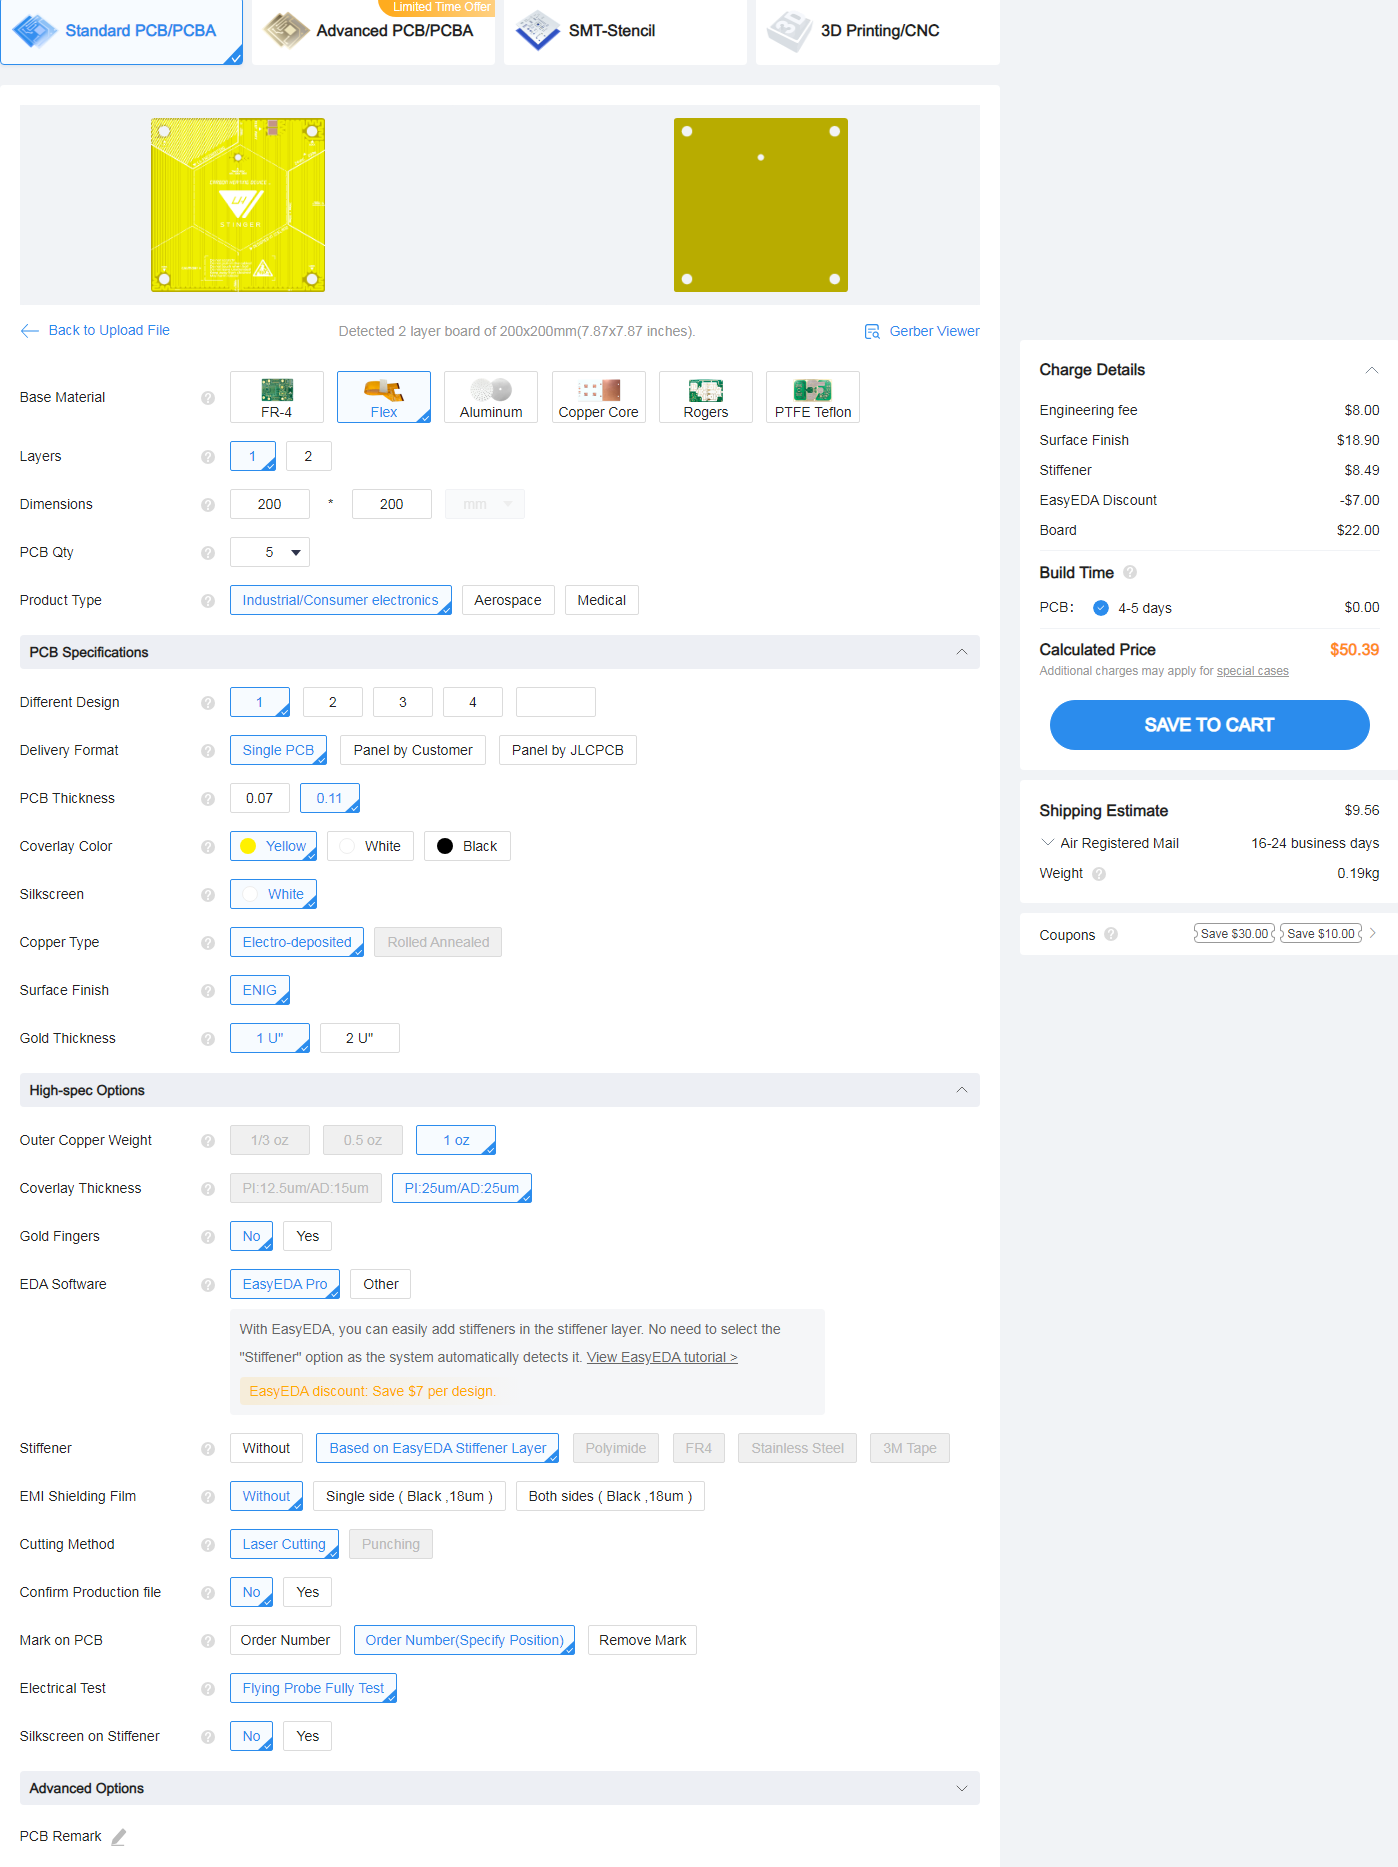 Limited Time Offer
Standard PCB/PCBA
Advanced PCB/PCBA
SMT-Stencil
3D Printing/CNC
STINGER
Back to Upload File
Detected 2 layer board of 200x200mm(7.87x7.87 inches).
Gerber Viewer
Base Material ? FR-4 Flex Aluminum Copper Core Rogers PTFE Teflon
Layers ? 1 2
Dimensions ? 200 * 200 mm
PCB Qty ? 5
Product Type ? Industrial/Consumer electronics Aerospace Medical
PCB Specifications
Different Design ? 1 2 3 4
Delivery Format ? Single PCB Panel by Customer Panel by JLCPCB
PCB Thickness ? 0.07 0.11
Coverlay Color ? Yellow White Black
Silkscreen ? White
Copper Type ? Electro-deposited Rolled Annealed
Surface Finish ? ENIG
Gold Thickness ? 1 U" 2 U"
High-spec Options
Outer Copper Weight ? 1/3 oz 0.5 oz 1 oz
Coverlay Thickness ? PI:12.5um/AD:15um PI:25um/AD:25um
Gold Fingers ? No Yes
EDA Software ? EasyEDA Pro Other
With EasyEDA, you can easily add stiffeners in the stiffener layer. No need to select the
"Stiffener" option as the system automatically detects it. View EasyEDA tutorial >
EasyEDA discount: Save $7 per design.
Stiffener ? Without Based on EasyEDA Stiffener Layer Polyimide FR4 Stainless Steel 3M Tape
EMI Shielding Film ? Without Single side ( Black ,18um ) Both sides ( Black ,18um )
Cutting Method ? Laser Cutting Punching
Confirm Production file ? No Yes
Mark on PCB ? Order Number Order Number(Specify Position) Remove Mark
Electrical Test ? Flying Probe Fully Test
Silkscreen on Stiffener ? No Yes
Advanced Options
PCB Remark
Charge Details
Engineering fee $8.00
Surface Finish $18.90
Stiffener $8.49
EasyEDA Discount -$7.00
Board $22.00
Build Time ?
PCB: 4-5 days $0.00
Calculated Price $50.39
Additional charges may apply for special cases
SAVE TO CART
Shipping Estimate $9.56
Air Registered Mail 16-24 business days
Weight ? 0.19kg
Coupons ? Save $30.00 Save $10.00